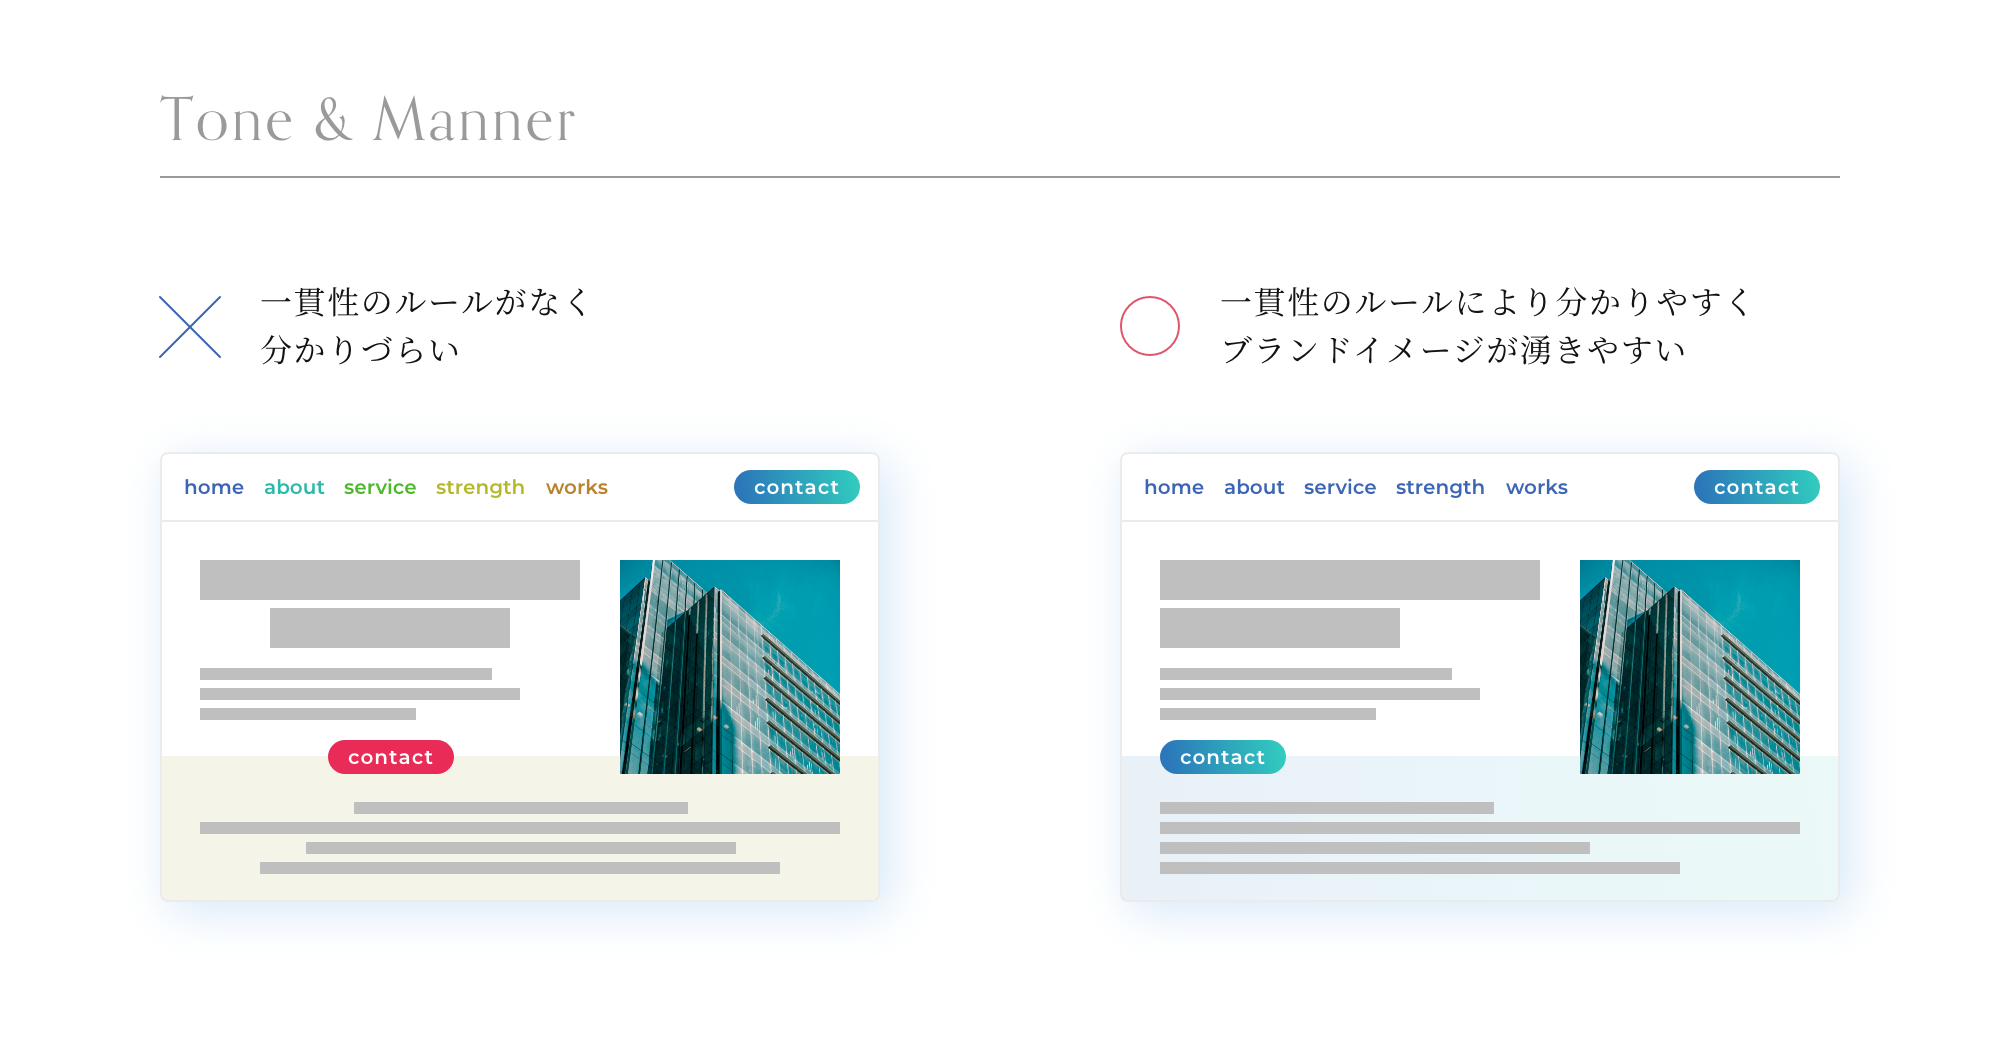 Tone & Manner
一貫性のルールがなく
分かりづらい
home about service strength works contact
contact
一貫性のルールにより分かりやすく
ブランドイメージが湧きやすい
home about service strength works contact
contact